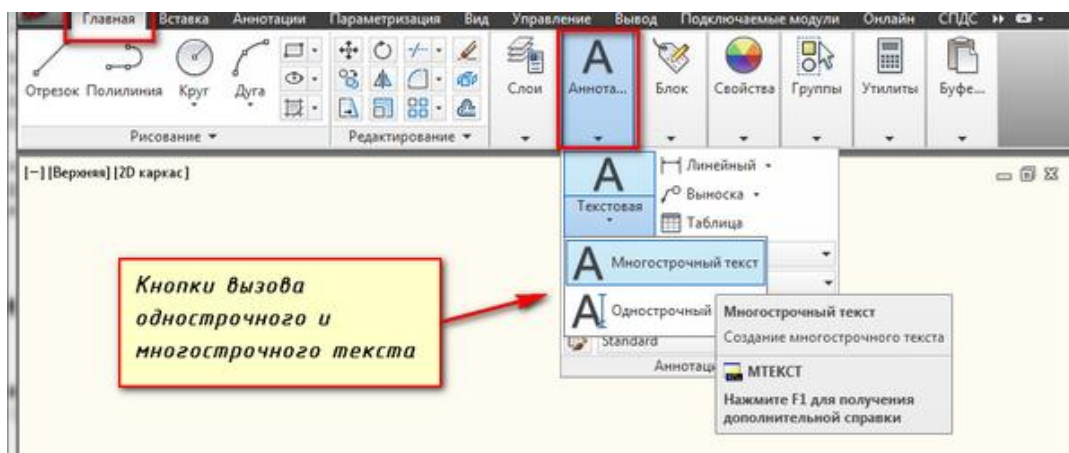 Главная Вставка Аннотации Параметризация Вид Управление Вывод Подключаемые модули Онлайн СПДС
Отрезок Полилиния Круг Дуга Слои Аннота... Блок Свойства Группы Утилиты Буфе...
Рисование Редактирование
[−] [Верхняя] [2D каркас]
Линейный
Выноска
Текстовая
Таблица
Многострочный текст
Однострочный
Standard
Аннотац
Кнопки вызова
однострочного и
многострочного текста
Многострочный текст
Создание многострочного текста
МТЕКСТ
Нажмите F1 для получения
дополнительной справки